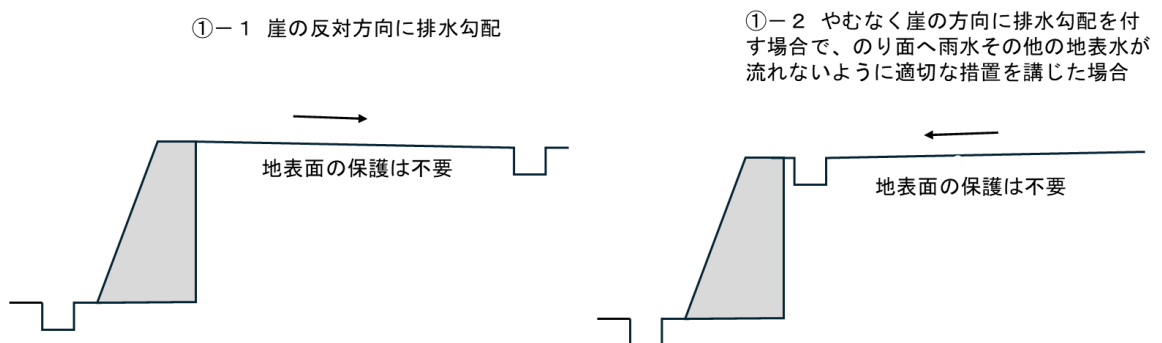 ①－１ 崖の反対方向に排水勾配
地表面の保護は不要
①－２ やむなく崖の方向に排水勾配を付
す場合で、のり面へ雨水その他の地表水が
流れないように適切な措置を講じた場合
地表面の保護は不要